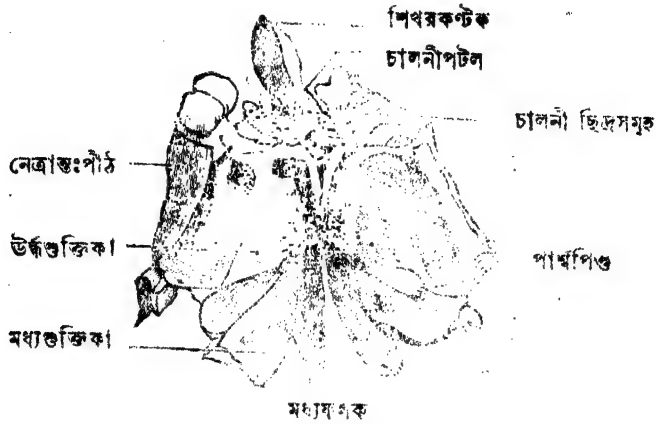 শিখরকণ্টক
চালনীপটল
চালনী ছিদ্রসমূহ
নেত্রান্তঃপীঠ
ঊর্দ্ধশুক্তিকা
পার্শ্বপিণ্ড
মধ্যশুক্তিকা
মধ্যফলক